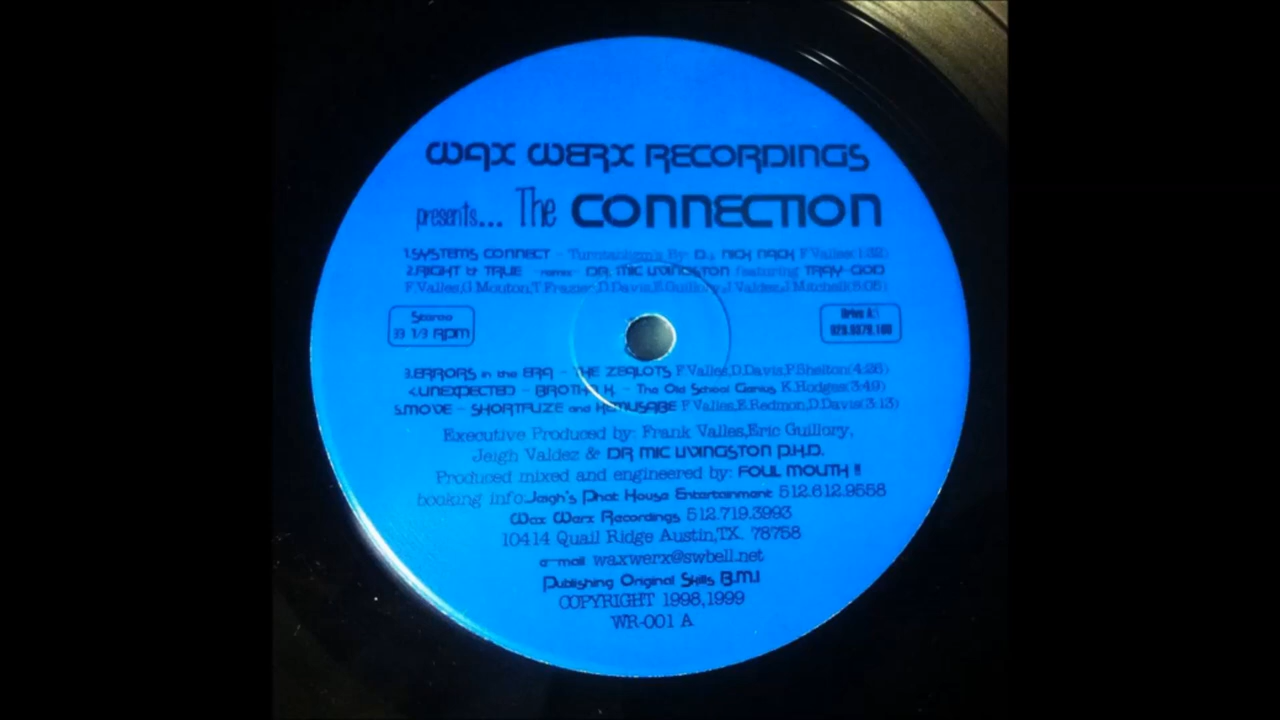 WAX WERX RECORDINGS
presents... The CONNECTION
1.SYSTEMS CONNECT - Turntablism's By: D.J. NICK NACK F.Valles(1:32)
2.RIGHT & TRUE -remix- DR. MIC LIVINGSTON featuring TRAY-GOD
F.Valles,G.Mouton,T.Frazier,D.Davis,E.Guillory,J.Valdez,J.Mitchell(5:05)
Stereo
33 1/3 Rpm
Drive A:\
3.ERRORS in the ERA - THE ZEALOTS F.Valles,D.Davis,P.Shelton(4:26)
4.UNEXPECTED - BROTHA K. - The Old School Genius K.Hodges(3:49)
5.MOVE - SHORTFUZE and KEMUSABE F.Valles,E.Redmon,D.Davis(3:13)
Executive Produced by: Frank Valles,Eric Guillory,
Jeigh Valdez & DR MIC LIVINGSTON P.H.D.
Produced mixed and engineered by: FOUL MOUTH !!
booking info:Jeigh's Phat House Entertainment 512.612.9558
Wax Werx Recordings 512.719.3993
10414 Quail Ridge Austin,TX. 78758
e-mail waxwerx@swbell.net
Publishing Original Skills B.M.I
COPYRIGHT 1998,1999
WR-001 A